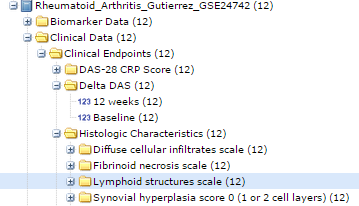 Rheumatoid_Arthritis_Gutierrez_GSE24742 (12)
Biomarker Data (12)
Clinical Data (12)
Clinical Endpoints (12)
DAS-28 CRP Score (12)
Delta DAS (12)
123 12 weeks (12)
123 Baseline (12)
Histologic Characteristics (12)
Diffuse cellular infiltrates scale (12)
Fibrinoid necrosis scale (12)
Lymphoid structures scale (12)
Synovial hyperplasia score 0 (1 or 2 cell layers) (12)